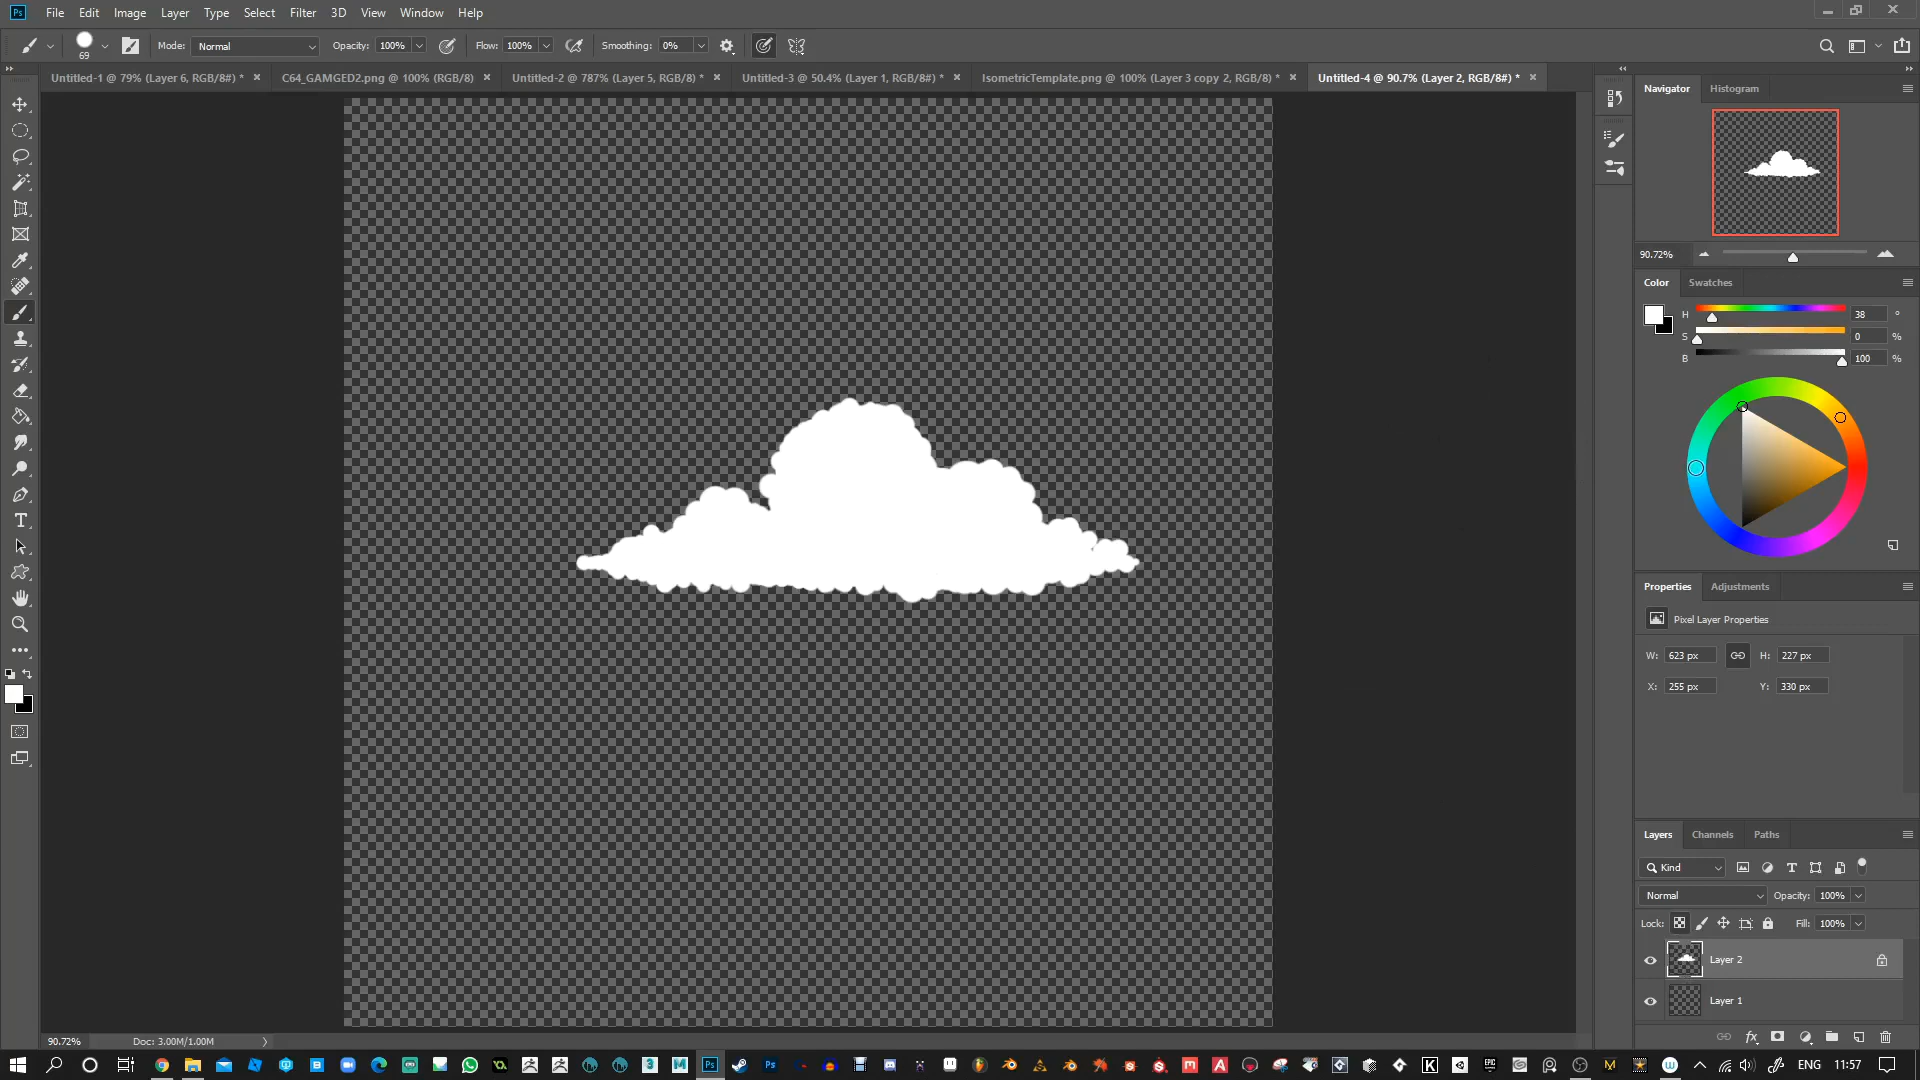 Ps File Edit Image Layer Type Select Filter 3D View Window Help
69 Mode: Normal Opacity: 100% Flow: 100% Smoothing: 0%
Untitled-1 @ 79% (Layer 6, RGB/8#) * C64_GAMGED2.png @ 100% (RGB/8) Untitled-2 @ 787% (Layer 5, RGB/8) * Untitled-3 @ 50.4% (Layer 1, RGB/8#) * IsometricTemplate.png @ 100% (Layer 3 copy 2, RGB/8) * Untitled-4 @ 90.7% (Layer 2, RGB/8#) *
Navigator Histogram
90.72%
Color Swatches
H 38 °
S 0 %
B 100 %
Properties Adjustments
Pixel Layer Properties
W: 623 px H: 227 px
X: 255 px Y: 330 px
Layers Channels Paths
Kind
Normal Opacity: 100%
Lock: Fill: 100%
Layer 2
Layer 1
90.72% Doc: 3.00M/1.00M
ENG 11:57